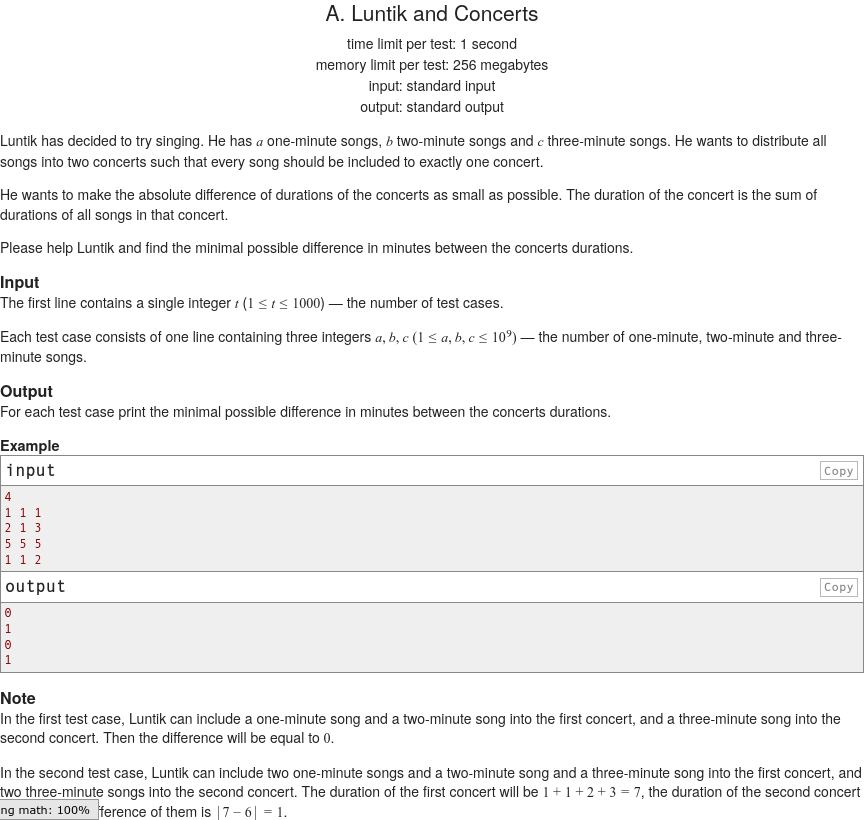 A. Luntik and Concerts
time limit per test: 1 second
memory limit per test: 256 megabytes
input: standard input
output: standard output
Luntik has decided to try singing. He has a one-minute songs, b two-minute songs and c three-minute songs. He wants to distribute all
songs into two concerts such that every song should be included to exactly one concert.
He wants to make the absolute difference of durations of the concerts as small as possible. The duration of the concert is the sum of
durations of all songs in that concert.
Please help Luntik and find the minimal possible difference in minutes between the concerts durations.
Input
The first line contains a single integer t (1 ≤ t ≤ 1000) — the number of test cases.
Each test case consists of one line containing three integers a, b, c (1 ≤ a, b, c ≤ 10⁹) — the number of one-minute, two-minute and three-
minute songs.
Output
For each test case print the minimal possible difference in minutes between the concerts durations.
Example
input Copy
4
1 1 1
2 1 3
5 5 5
1 1 2
output Copy
0
1
0
1
Note
In the first test case, Luntik can include a one-minute song and a two-minute song into the first concert, and a three-minute song into the
second concert. Then the difference will be equal to 0.
In the second test case, Luntik can include two one-minute songs and a two-minute song and a three-minute song into the first concert, and
two three-minute songs into the second concert. The duration of the first concert will be 1 + 1 + 2 + 3 = 7, the duration of the second concert
ng math: 100% fference of them is |7 − 6| = 1.